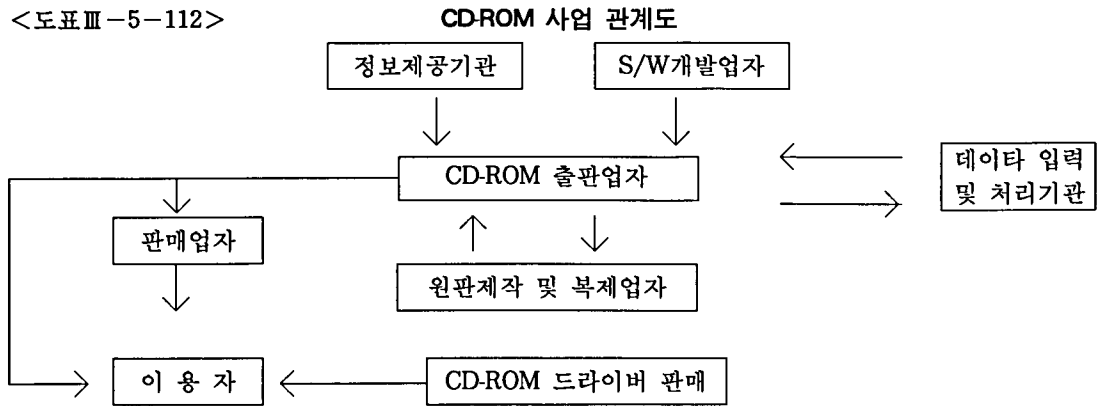 <도표Ⅲ-5-112>
CD-ROM 사업 관계도
정보제공기관
S/W개발업자
CD-ROM 출판업자
데이타 입력
및 처리기관
판매업자
원판제작 및 복제업자
이 용 자
CD-ROM 드라이버 판매